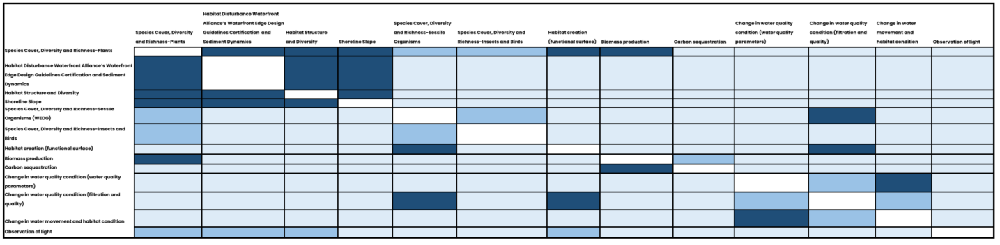 Habitat Disturbance Waterfront
Alliance's Waterfront Edge Design
Species Cover, Diversity
Change in water quality
Change in water quality
Change in water
Species Cover, Diversity
Guidelines Certification and
Habitat Structure
and Richness-Sessile
Species Cover, Diversity and
Habitat creation
condition (water quality
condition (filtration and
movement and
and Richness-Plants
Sediment Dynamics
and Diversity
Shoreline Slope
Organisms
Richness-Insects and Birds
(functional surface)
Biomass production
Carbon sequestration
parameters)
quality)
habitat condition
Observation of light
Species Cover, Diversity and Richness-Plants
Habitat Disturbance Waterfront Alliance's Waterfront
Edge Design Guidelines Certification and Sediment
Dynamics
Habitat Structure and Diversity
Shoreline Slope
Species Cover, Diversity and Richness-Sessile
Organisms (WEDG)
Species Cover, Diversity and Richness-Insects and
Birds
Habitat creation (functional surface)
Biomass production
Carbon sequestration
Change in water quality condition (water quality
parameters)
Change in water quality condition (filtration and
quality)
Change in water movement and habitat condition
Observation of light